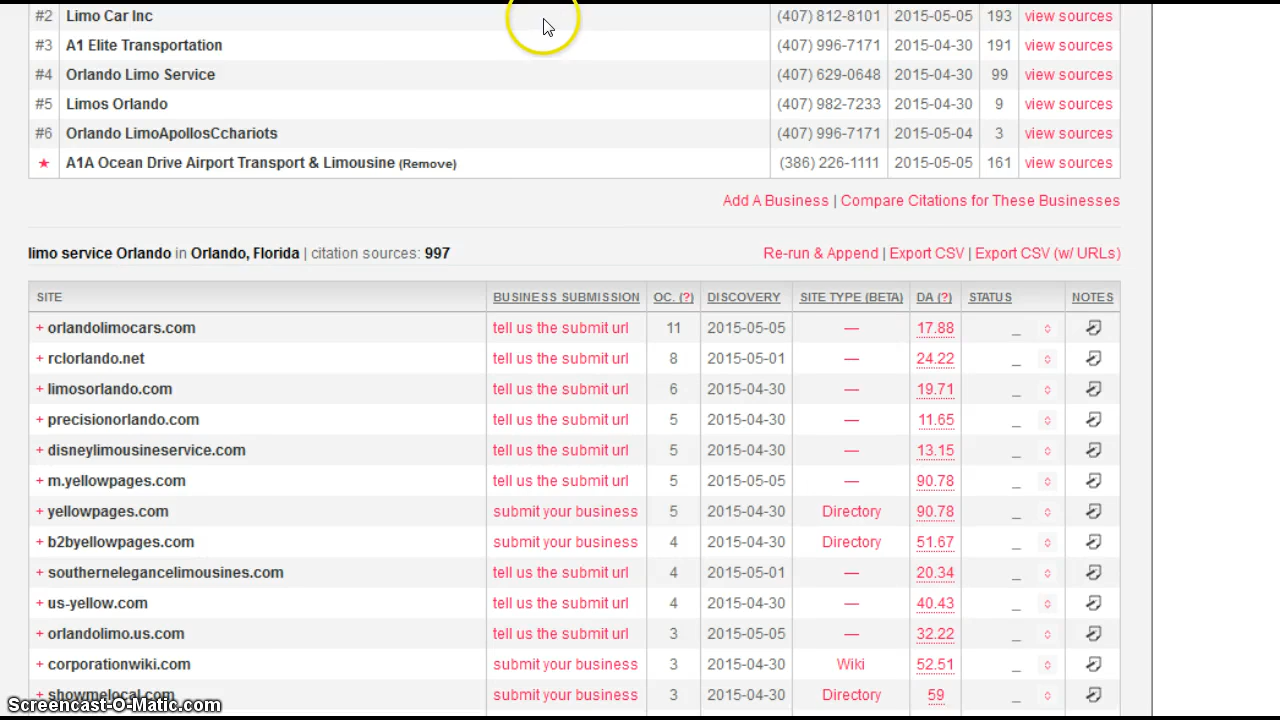 #2 Limo Car Inc (407) 812-8101 2015-05-05 193 view sources
#3 A1 Elite Transportation (407) 996-7171 2015-04-30 191 view sources
#4 Orlando Limo Service (407) 629-0648 2015-04-30 99 view sources
#5 Limos Orlando (407) 982-7233 2015-04-30 9 view sources
#6 Orlando LimoApollosCchariots (407) 996-7171 2015-05-04 3 view sources
★ A1A Ocean Drive Airport Transport & Limousine (Remove) (386) 226-1111 2015-05-05 161 view sources
Add A Business | Compare Citations for These Businesses
limo service Orlando in Orlando, Florida | citation sources: 997 Re-run & Append | Export CSV | Export CSV (w/ URLs)
SITE BUSINESS SUBMISSION OC. (?) DISCOVERY SITE TYPE (BETA) DA (?) STATUS NOTES
+ orlandolimocars.com tell us the submit url 11 2015-05-05 — 17.88 _
+ rclorlando.net tell us the submit url 8 2015-05-01 — 24.22 _
+ limosorlando.com tell us the submit url 6 2015-04-30 — 19.71 _
+ precisionorlando.com tell us the submit url 5 2015-04-30 — 11.65 _
+ disneylimousineservice.com tell us the submit url 5 2015-04-30 — 13.15 _
+ m.yellowpages.com tell us the submit url 5 2015-05-05 — 90.78 _
+ yellowpages.com submit your business 5 2015-04-30 Directory 90.78 _
+ b2byellowpages.com submit your business 4 2015-04-30 Directory 51.67 _
+ southernelegancelimousines.com tell us the submit url 4 2015-05-01 — 20.34 _
+ us-yellow.com tell us the submit url 4 2015-04-30 — 40.43 _
+ orlandolimo.us.com tell us the submit url 3 2015-05-05 — 32.22 _
+ corporationwiki.com submit your business 3 2015-04-30 Wiki 52.51 _
+ showmelocal.com submit your business 3 2015-04-30 Directory 59 _
Screencast-O-Matic.com